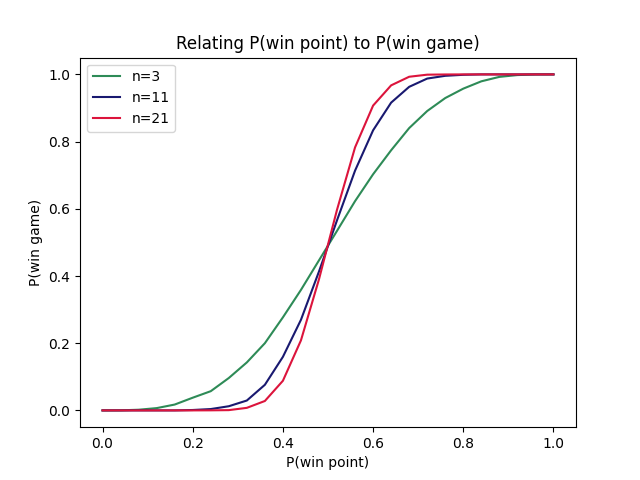 Relating P(win point) to P(win game)
n=3
n=11
n=21
1.0
0.8
0.6
0.4
0.2
0.0
P(win game)
0.0 0.2 0.4 0.6 0.8 1.0
P(win point)